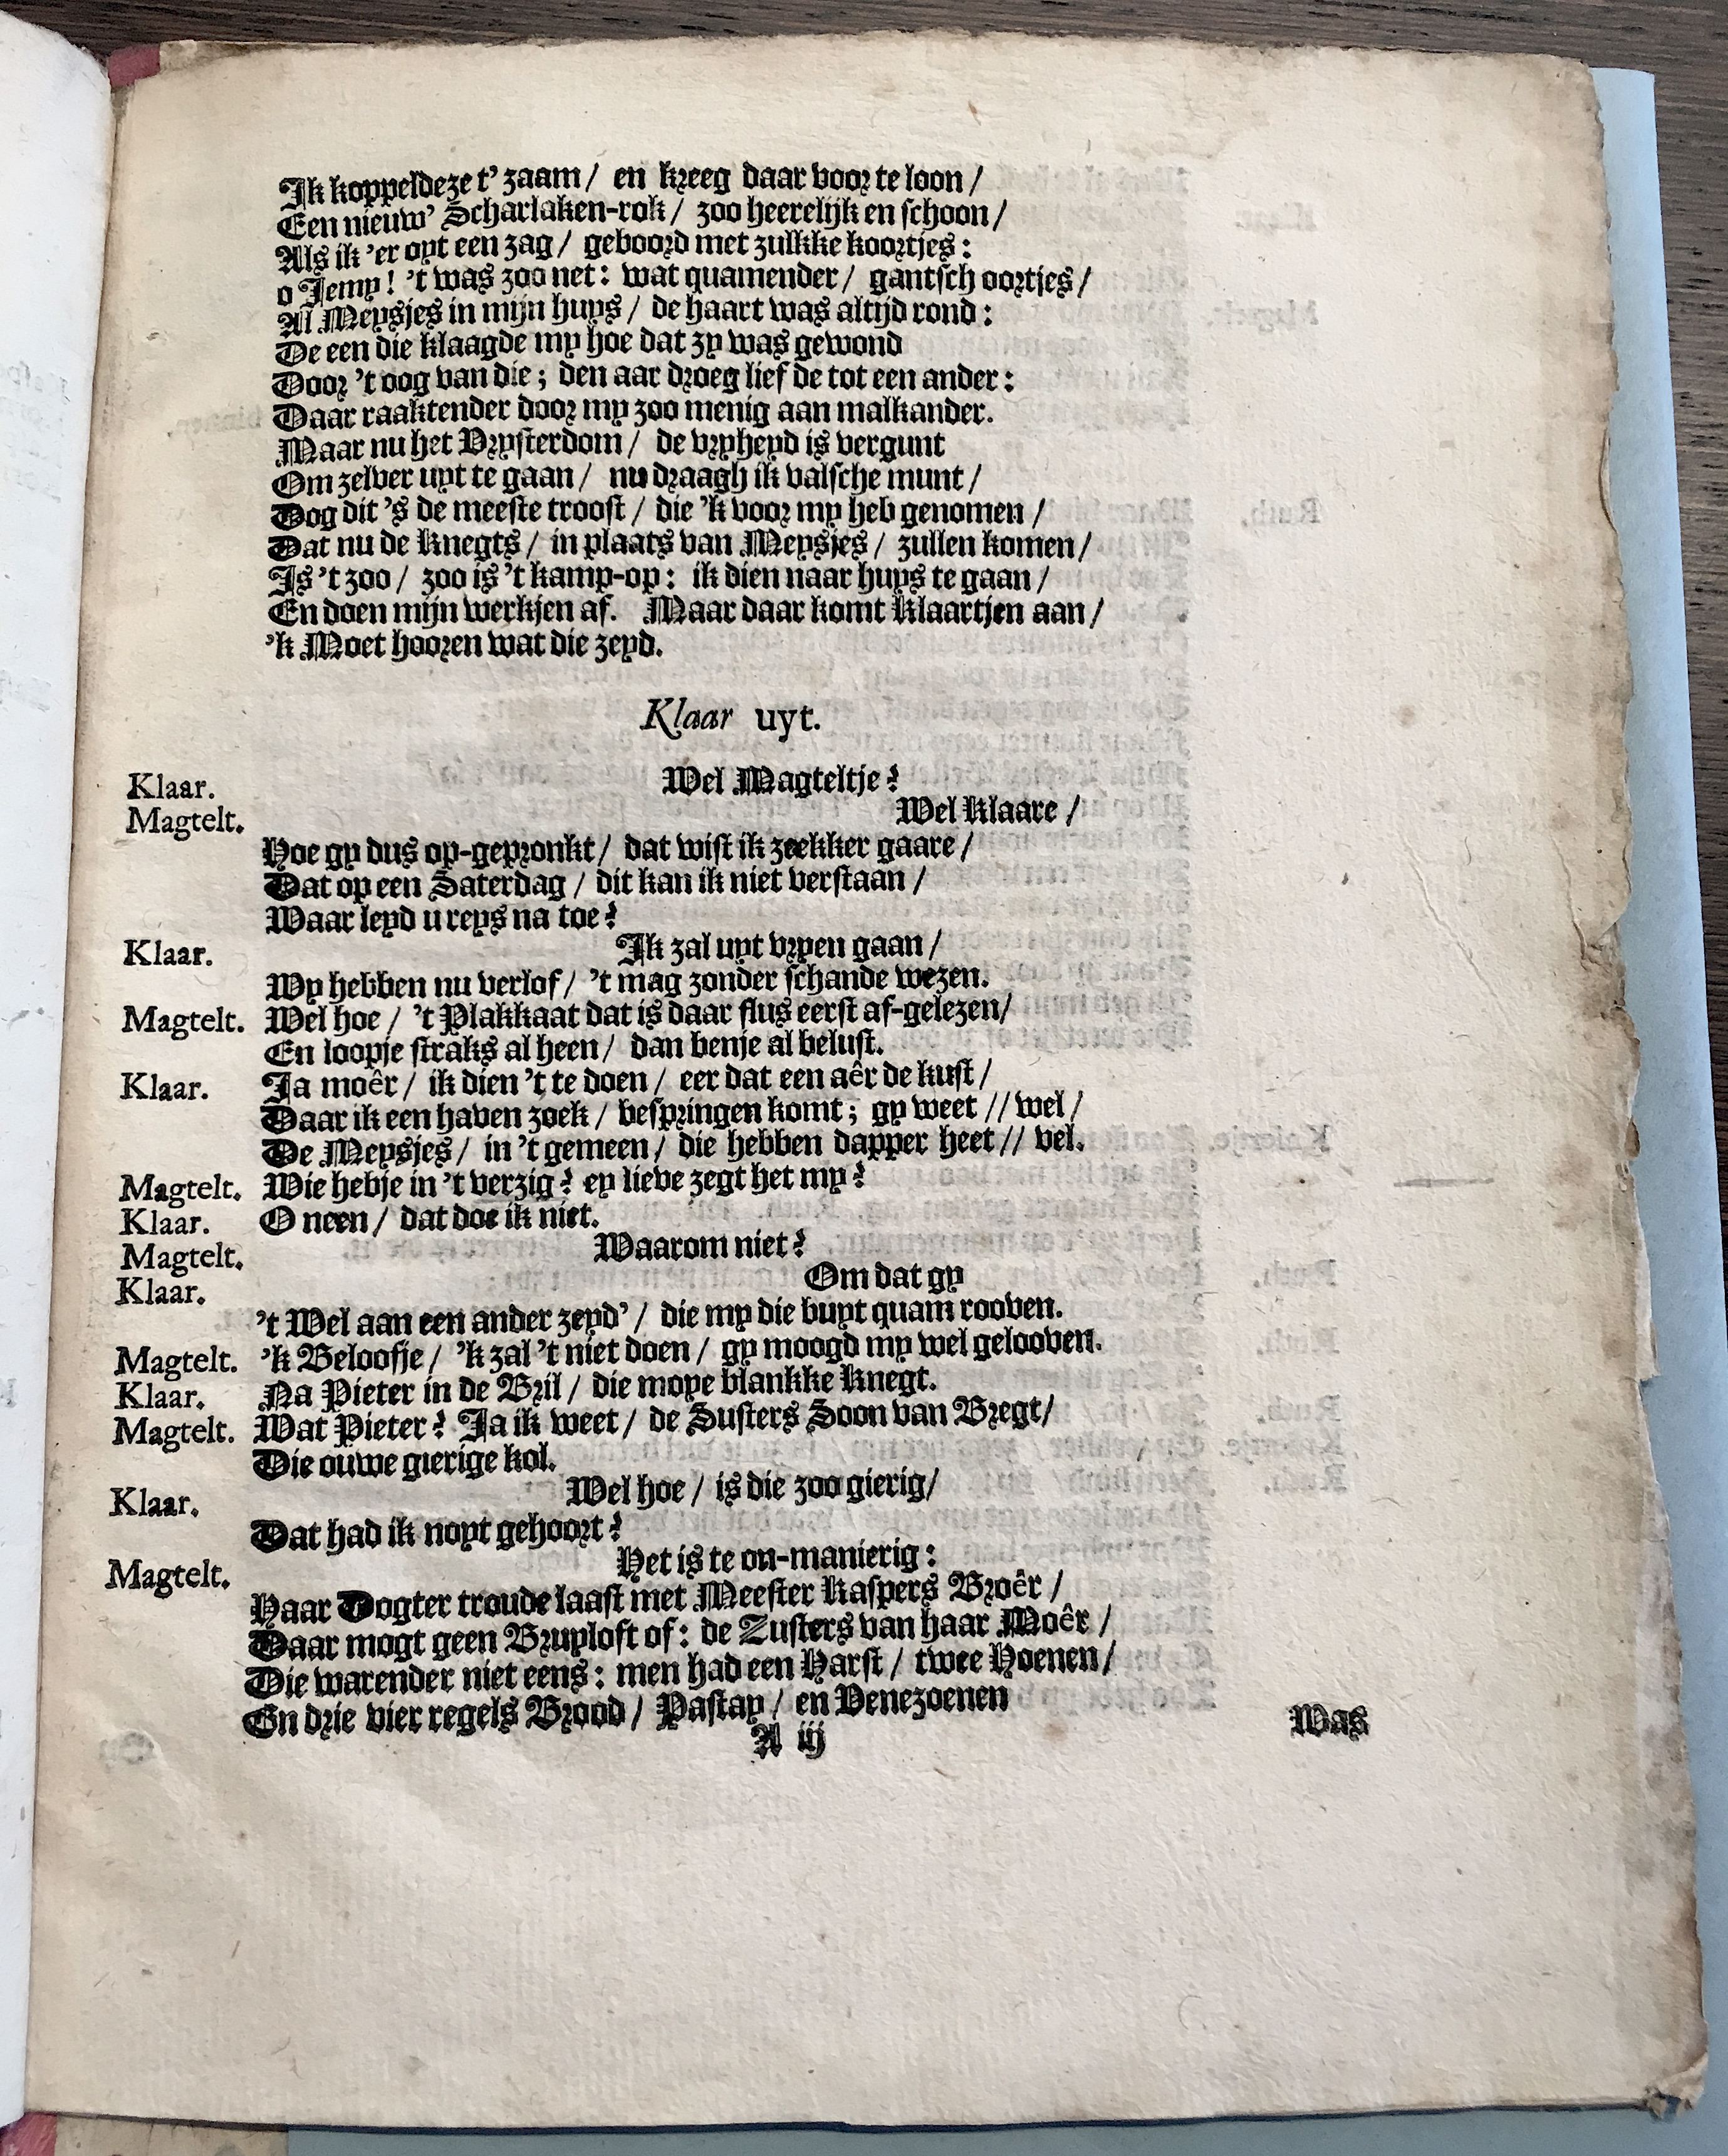 Ik koppeldeze t' zaam / en kreeg daar voor te loon /
Een nieuw' Scharlaken-rok / zoo heerelijk en schoon /
Als ik 'er oyt een zag / geboord met zulkke koortjes :
o Jemy ! 't was zoo net : wat quamender / gantsch oortjes /
Al Meysjes in mijn huys / de haart was altijd rond :
De een die klaagde my hoe dat zy was gewond
Door 't oog van die ; den aar droeg lief de tot een ander :
Daar raaktender door my zoo menig aan malkander.
Maar nu het Vrysterdom / de vryheyd is vergunt
Om zelver uyt te gaan / nu draagh ik valsche munt /
Dog dit 's de meeste troost / die 'k voor my heb genomen /
Dat nu de Knegts / in plaats van Meysjes / zullen komen /
Is 't zoo / zoo is 't kamp-op : ik dien naar huys te gaan /
En doen mijn werkjen af. Maar daar komt Klaartjen aan /
'k Moet hooren wat die zeyd.
Klaar uyt.
Klaar. Wel Magteltje ?
Magtelt. Wel Klaare /
Hoe gy dus op-gepronkt / dat wist ik zeekker gaare /
Dat op een Saterdag / dit kan ik niet verstaan /
Waar leyd u reys na toe ?
Klaar. Ik zal uyt vryen gaan /
Wy hebben nu verlof / 't mag zonder schande wezen.
Magtelt. Wel hoe / 't Plakkaat dat is daar flus eerst af-gelezen /
En loopje straks al heen / dan benje al belust.
Klaar. Ja moêr / ik dien 't te doen / eer dat een aêr de kust /
Daar ik een haven zoek / bespringen komt ; gy weet // wel /
De Meysjes / in 't gemeen / die hebben dapper heet // vel.
Magtelt. Wie hebje in 't verzig ? ey lieve zegt het my ?
Klaar. O neen / dat doe ik niet.
Magtelt. Waarom niet ?
Klaar. Om dat gy
't Wel aan een ander zeyd' / die my die buyt quam rooven.
Magtelt. 'k Beloofje / 'k zal 't niet doen / gy moogd my wel gelooven.
Klaar. Na Pieter in de Bril / die moye blankke Knegt.
Magtelt. Wat Pieter ? Ja ik weet / de Susters Soon van Bregt /
Die ouwe gierige kol.
Klaar. Wel hoe / is die zoo gierig /
Dat had ik noyt gehoort ?
Magtelt. Het is te on-manierig :
Haar Dogter troude laast met Meester Kaspers Broêr /
Daar mogt geen Bruyloft of : de Zusters van haar Moêr /
Die warender niet eens : men had een Harst / twee Hoenen /
En drie vier regels Brood / Pastay / en Venezoenen
A iij Was